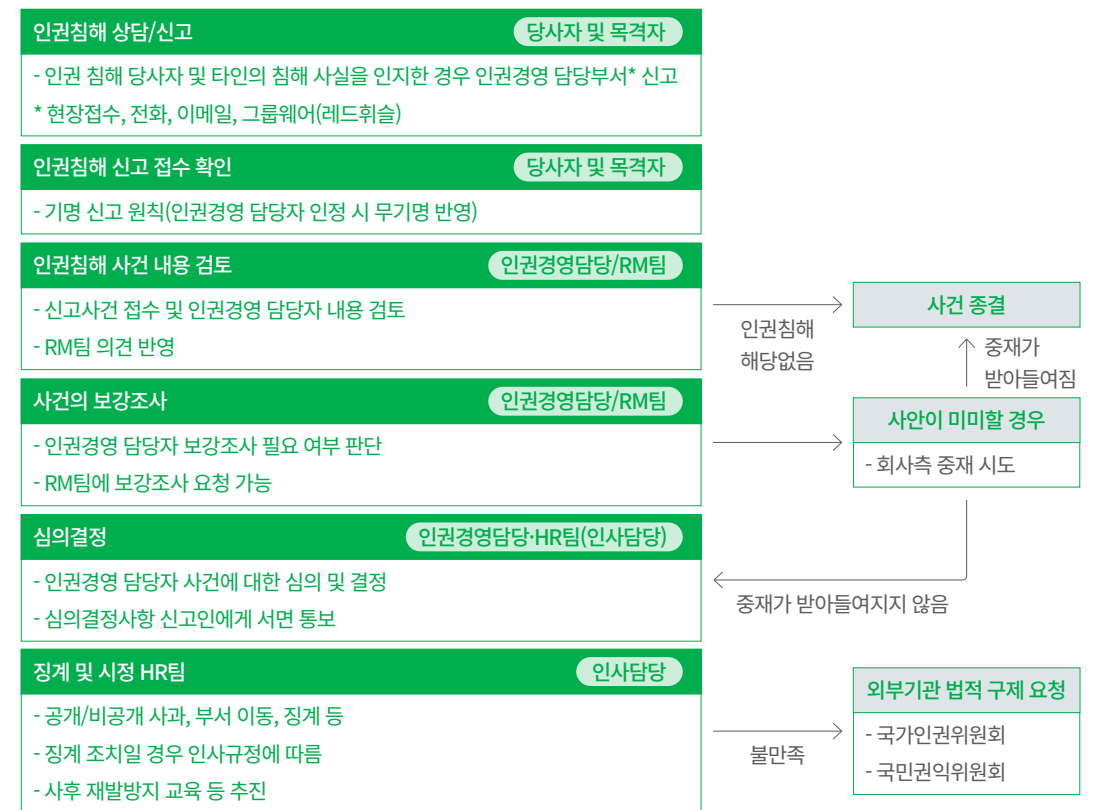 인권침해 상담/신고
당사자 및 목격자
- 인권 침해 당사자 및 타인의 침해 사실을 인지한 경우 인권경영 담당부서* 신고
* 현장접수, 전화, 이메일, 그룹웨어(레드휘슬)
인권침해 신고 접수 확인
당사자 및 목격자
- 기명 신고 원칙(인권경영 담당자 인정 시 무기명 반영)
인권침해 사건 내용 검토
인권경영담당/RM팀
- 신고사건 접수 및 인권경영 담당자 내용 검토
- RM팀 의견 반영
인권침해
해당없음
사건 종결
중재가
받아들여짐
사건의 보강조사
인권경영담당/RM팀
- 인권경영 담당자 보강조사 필요 여부 판단
- RM팀에 보강조사 요청 가능
사안이 미미할 경우
- 회사측 중재 시도
심의결정
인권경영담당·HR팀(인사담당)
- 인권경영 담당자 사건에 대한 심의 및 결정
- 심의결정사항 신고인에게 서면 통보
중재가 받아들여지지 않음
징계 및 시정 HR팀
인사담당
- 공개/비공개 사과, 부서 이동, 징계 등
- 징계 조치일 경우 인사규정에 따름
- 사후 재발방지 교육 등 추진
불만족
외부기관 법적 구제 요청
- 국가인권위원회
- 국민권익위원회